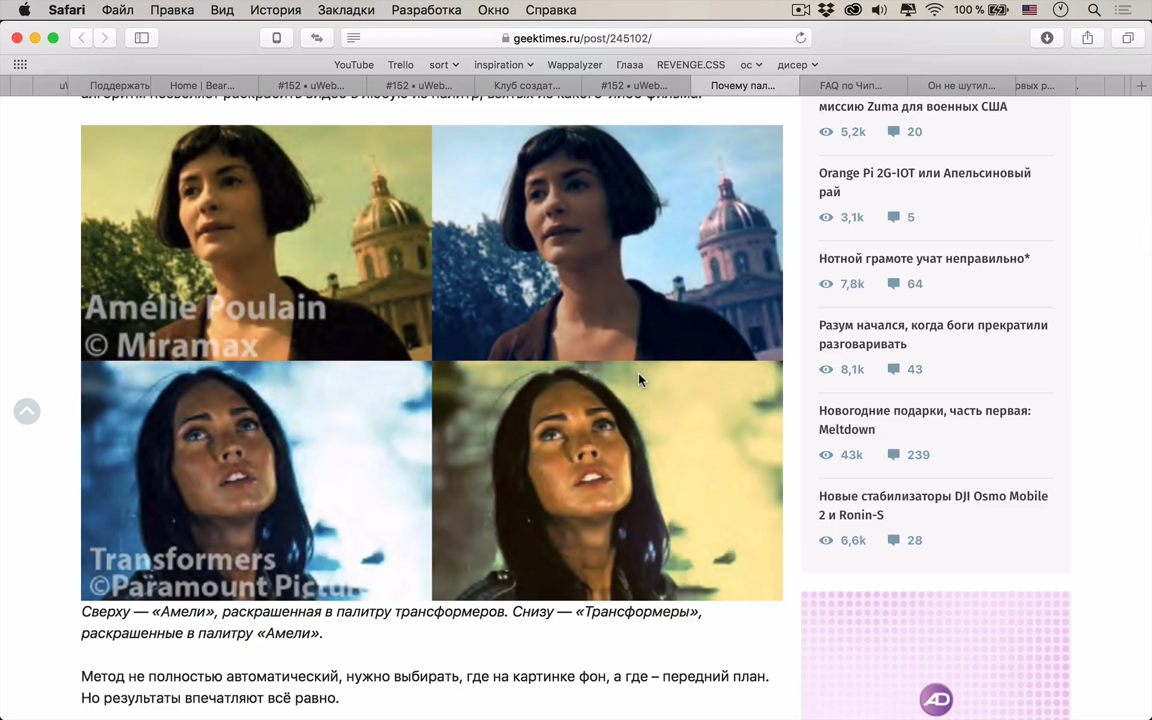 Safari Файл Правка Вид История Закладки Разработка Окно Справка 100 %
geektimes.ru/post/245102/
YouTube Trello sort inspiration Wappalyzer Глаза REVENGE.CSS ос дисер
Поддержать Home | Bear... #152 • uWeb... #152 • uWeb... Клуб создат... #152 • uWeb... Почему пал... FAQ по Чип... Он не шутил...
Amélie Poulain
© Miramax
Transformers
©Paramount Pictur
Сверху — «Амели», раскрашенная в палитру трансформеров. Снизу — «Трансформеры»,
раскрашенные в палитру «Амели».
Метод не полностью автоматический, нужно выбирать, где на картинке фон, а где – передний план.
Но результаты впечатляют всё равно.
миссию Zuma для военных США
5,2k 20
Orange Pi 2G-IOT или Апельсиновый
рай
3,1k 5
Нотной грамоте учат неправильно*
7,8k 64
Разум начался, когда боги прекратили
разговаривать
8,1k 43
Новогодние подарки, часть первая:
Meltdown
43k 239
Новые стабилизаторы DJI Osmo Mobile
2 и Ronin-S
6,6k 28